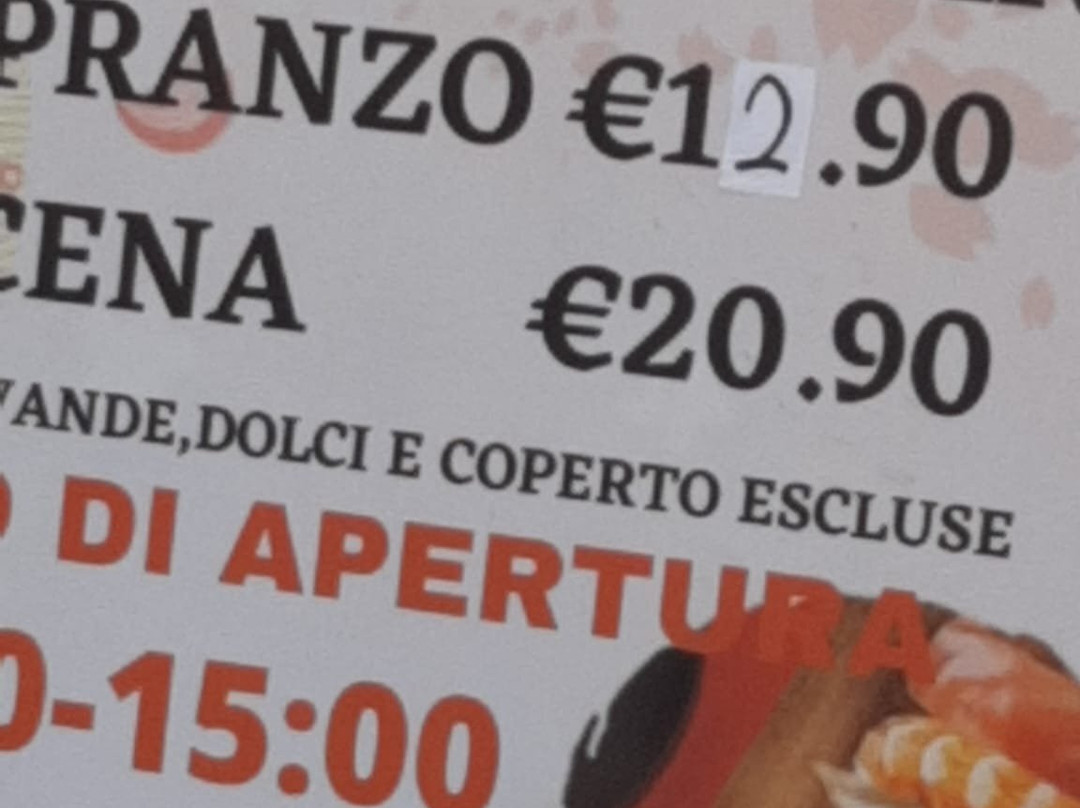 PRANZO €12.90
CENA €20.90
VANDE,DOLCI E COPERTO ESCLUSE
DI APERTURA
0-15:00